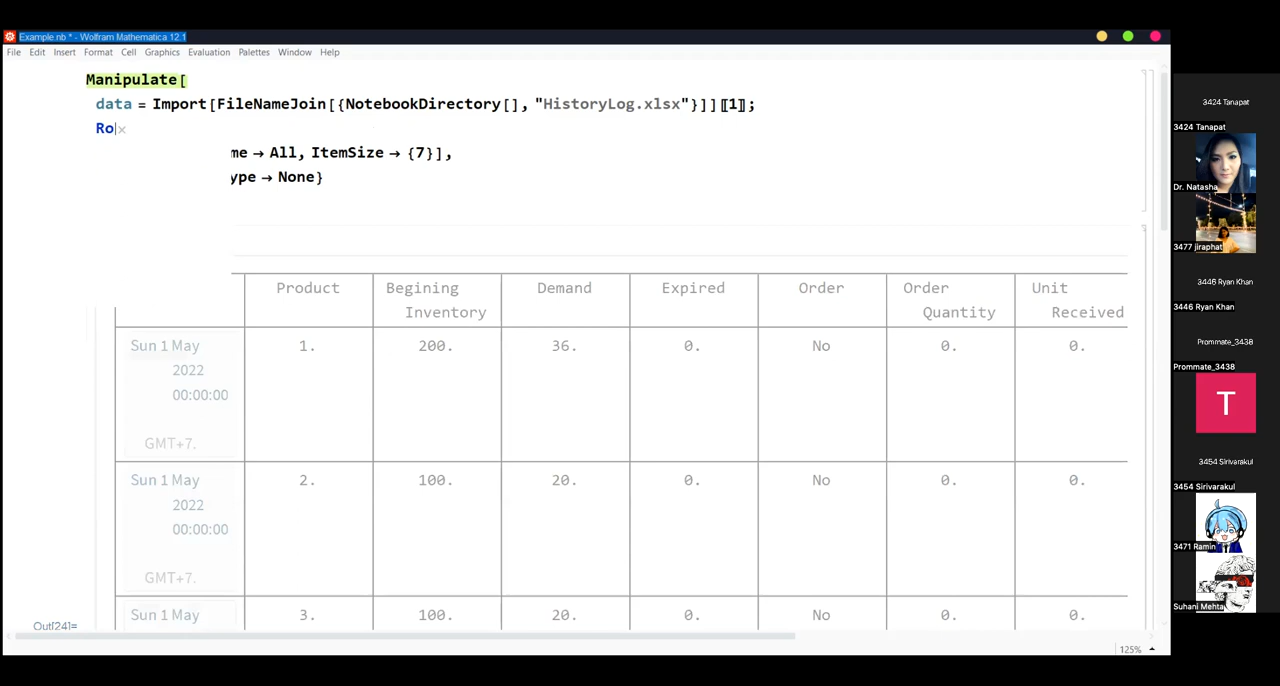 Example.nb * - Wolfram Mathematica 12.1
File Edit Insert Format Cell Graphics Evaluation Palettes Window Help
Manipulate[
data = Import[FileNameJoin[{NotebookDirectory[], "HistoryLog.xlsx"}]][[1]];
Ro
me → All, ItemSize → {7}],
ype → None}
Product Begining Inventory Demand Expired Order Order Quantity Unit Received
Sun 1 May 2022 00:00:00 GMT+7. 1. 200. 36. 0. No 0. 0.
Sun 1 May 2022 00:00:00 GMT+7. 2. 100. 20. 0. No 0. 0.
Sun 1 May 3. 100. 20. 0. No 0. 0.
Out[24]=
125%
3424 Tanapat
3424 Tanapat
Dr. Natasha
3477 jiraphat
3446 Ryan Khan
3446 Ryan Khan
Prommate_3438
Prommate_3438
T
3454 Sirivarakul
3454 Sirivarakul
3471 Ramin
Suhani Mehta